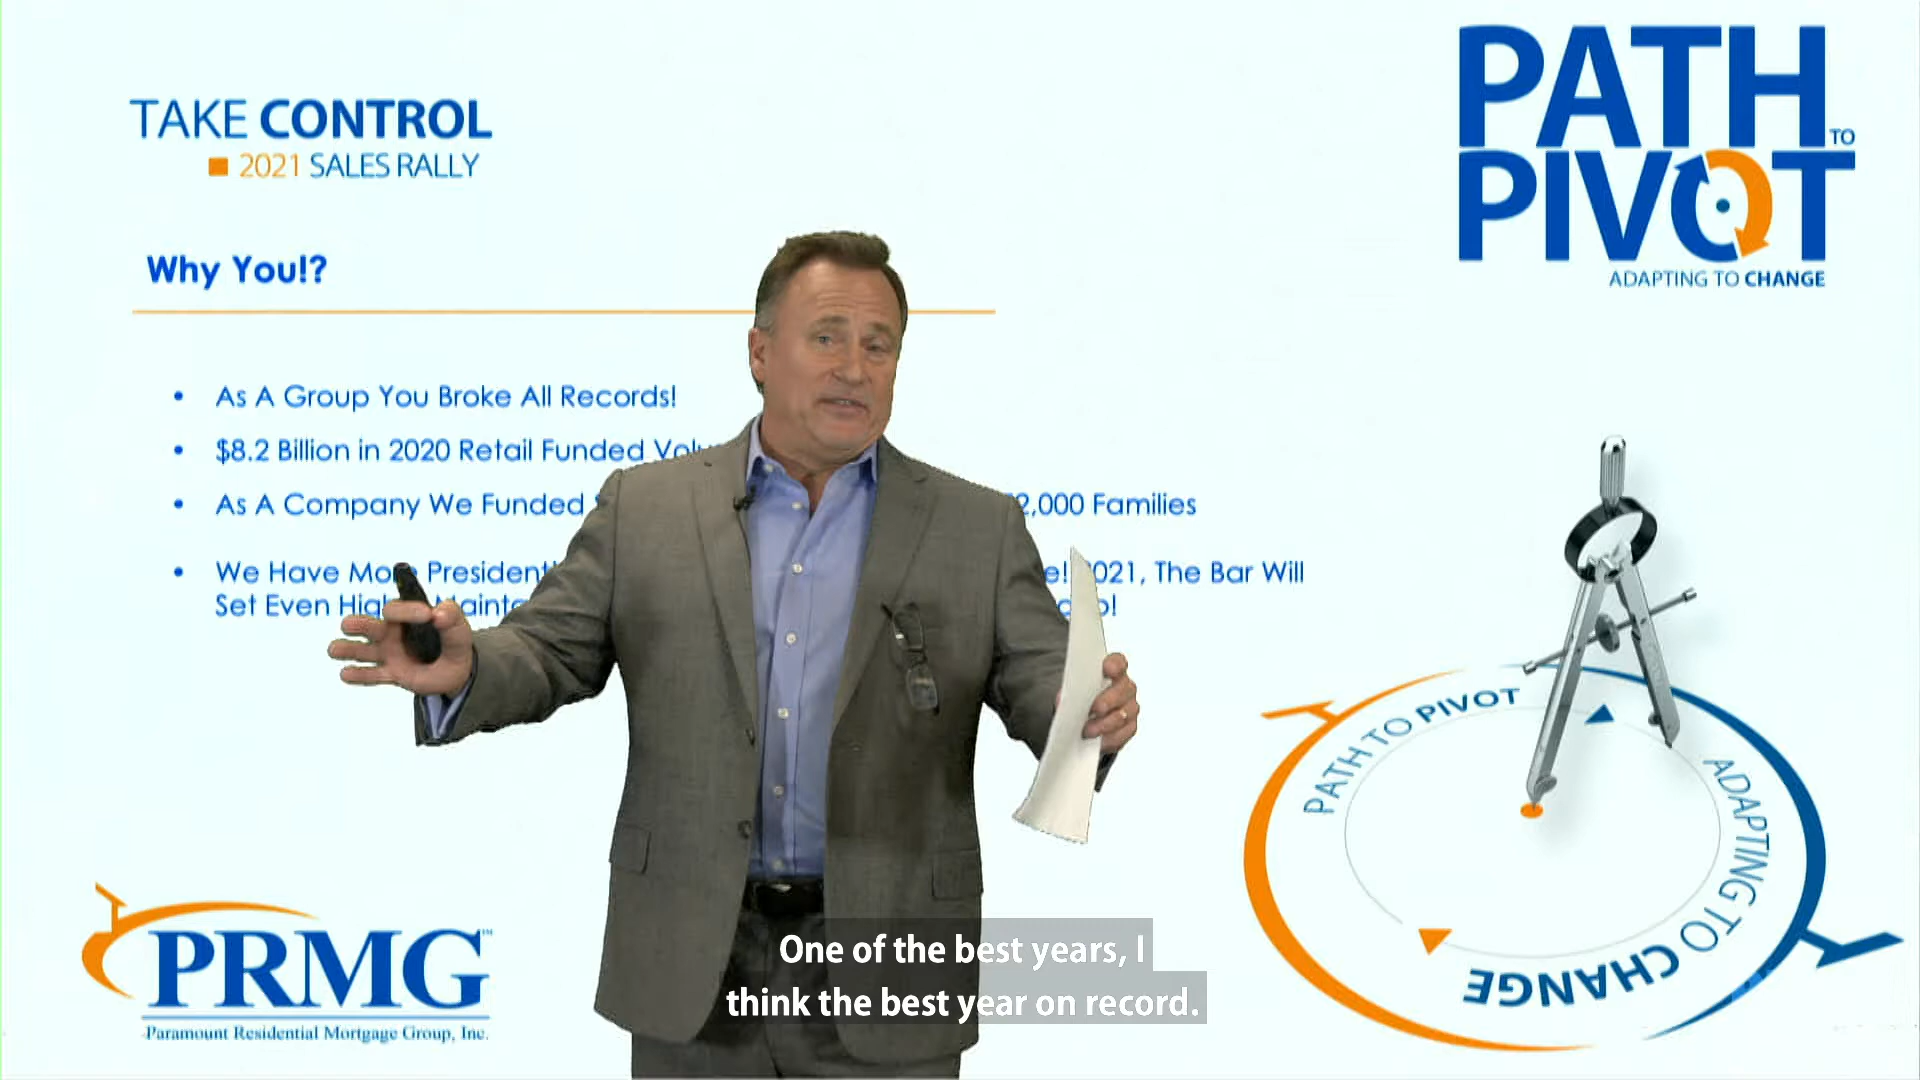 TAKE CONTROL
2021 SALES RALLY
PATH
TO
PIVOT
ADAPTING TO CHANGE
Why You!?
• As A Group You Broke All Records!
• $8.2 Billion in 2020 Retail Funded
• As A Company We Funded 2,000 Families
• We Have More 2021, The Bar Will
Set Even
PATH TO PIVOT
ADAPTING TO CHANGE
PRMG™
Paramount Residential Mortgage Group, Inc.
One of the best years, I
think the best year on record.